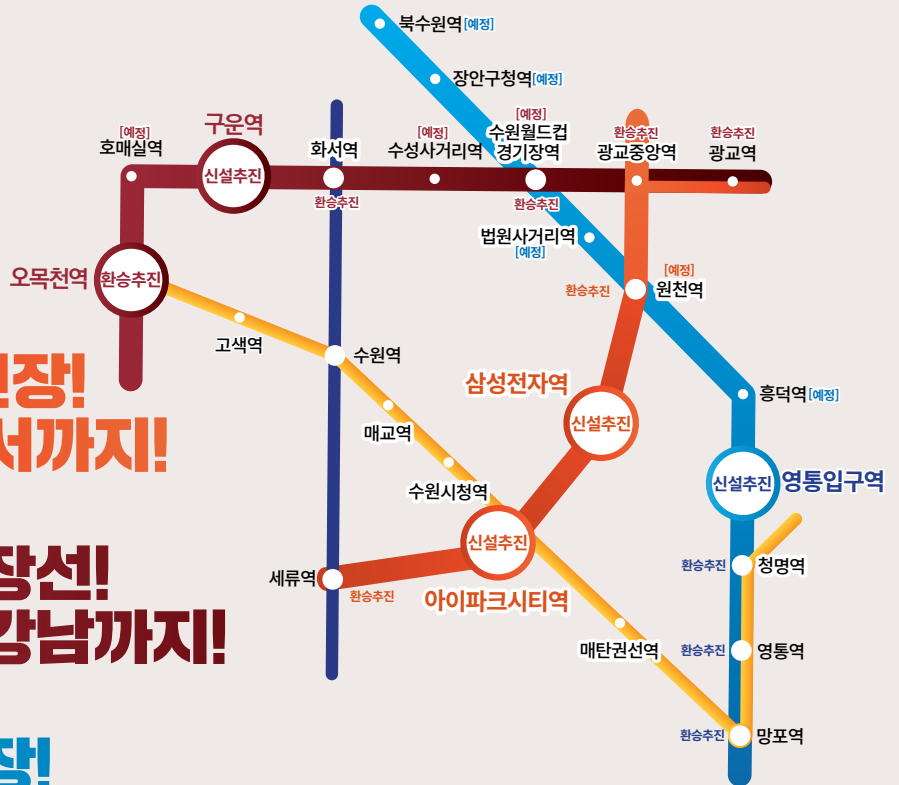 북수원역[예정]
장안구청역[예정]
[예정]
호매실역
구운역
신설추진
화서역
환승추진
[예정]
수성사거리역
[예정]
수원월드컵
경기장역
환승추진
환승추진
광교중앙역
환승추진
광교역
법원사거리역
[예정]
오목천역
환승추진
[예정]
환승추진
원천역
고색역
수원역
장!
서까지!
삼성전자역
신설추진
흥덕역[예정]
매교역
수원시청역
신설추진
영통입구역
신설추진
아이파크시티역
세류역
환승추진
장선!
강남까지!
환승추진
청명역
매탄권선역
환승추진
영통역
환승추진
망포역
장!